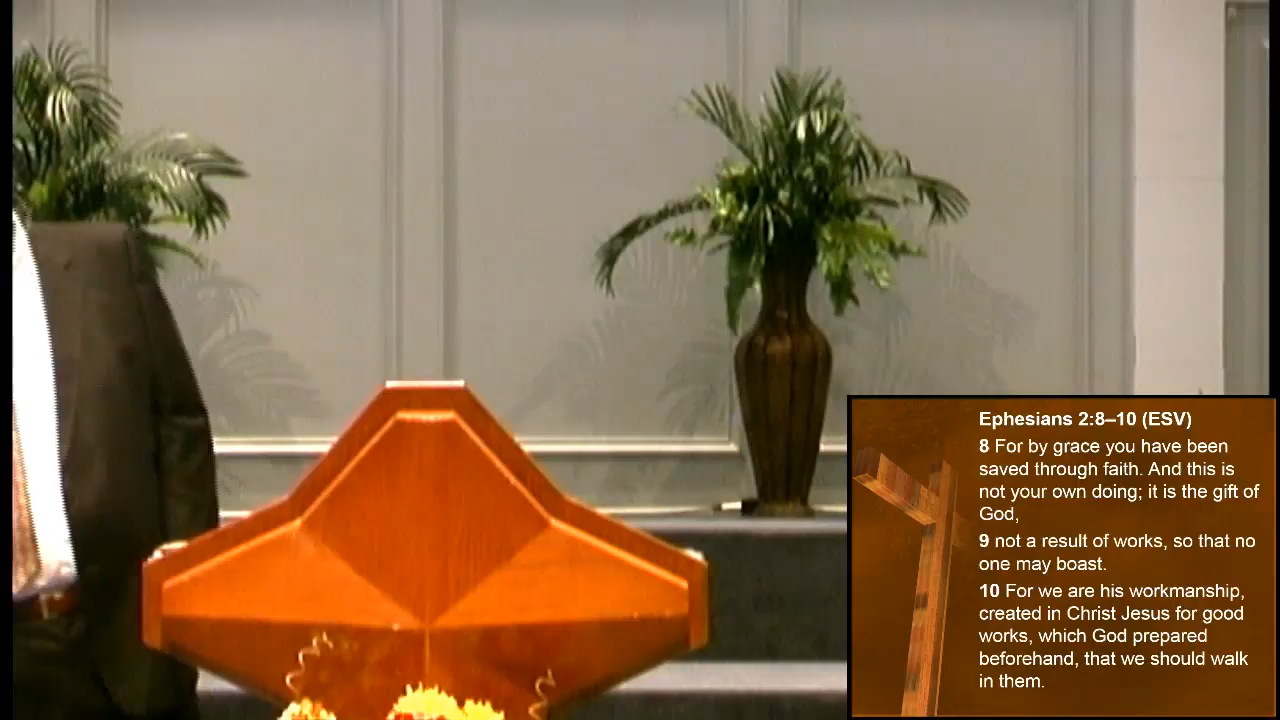 Ephesians 2:8–10 (ESV)
8 For by grace you have been
saved through faith. And this is
not your own doing; it is the gift of
God,
9 not a result of works, so that no
one may boast.
10 For we are his workmanship,
created in Christ Jesus for good
works, which God prepared
beforehand, that we should walk
in them.